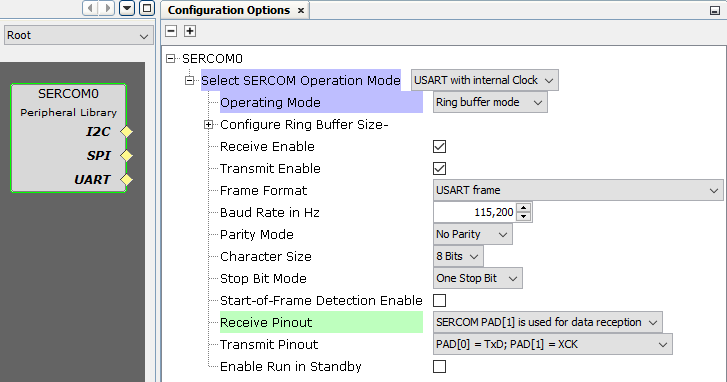 Configuration Options
Root
SERCOM0
Peripheral Library
I2C
SPI
UART
SERCOM0
Select SERCOM Operation Mode USART with internal Clock
Operating Mode Ring buffer mode
Configure Ring Buffer Size-
Receive Enable
Transmit Enable
Frame Format USART frame
Baud Rate in Hz 115,200
Parity Mode No Parity
Character Size 8 Bits
Stop Bit Mode One Stop Bit
Start-of-Frame Detection Enable
Receive Pinout SERCOM PAD[1] is used for data reception
Transmit Pinout PAD[0] = TxD; PAD[1] = XCK
Enable Run in Standby